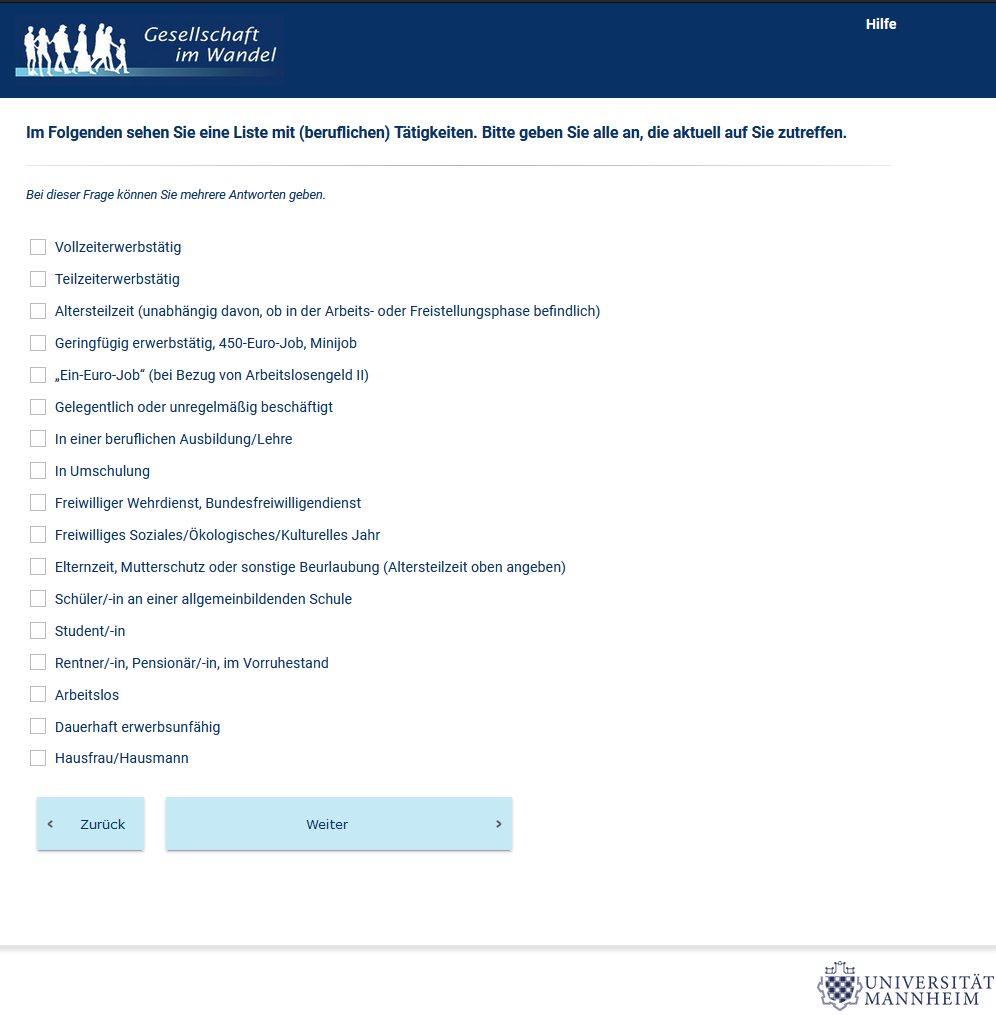 Gesellschaft
im Wandel
Hilfe
Im Folgenden sehen Sie eine Liste mit (beruflichen) Tätigkeiten. Bitte geben Sie alle an, die aktuell auf Sie zutreffen.
Bei dieser Frage können Sie mehrere Antworten geben.
Vollzeiterwerbstätig
Teilzeiterwerbstätig
Altersteilzeit (unabhängig davon, ob in der Arbeits- oder Freistellungsphase befindlich)
Geringfügig erwerbstätig, 450-Euro-Job, Minijob
„Ein-Euro-Job“ (bei Bezug von Arbeitslosengeld II)
Gelegentlich oder unregelmäßig beschäftigt
In einer beruflichen Ausbildung/Lehre
In Umschulung
Freiwilliger Wehrdienst, Bundesfreiwilligendienst
Freiwilliges Soziales/Ökologisches/Kulturelles Jahr
Elternzeit, Mutterschutz oder sonstige Beurlaubung (Altersteilzeit oben angeben)
Schüler/-in an einer allgemeinbildenden Schule
Student/-in
Rentner/-in, Pensionär/-in, im Vorruhestand
Arbeitslos
Dauerhaft erwerbsunfähig
Hausfrau/Hausmann
Zurück
Weiter
UNIVERSITÄT
MANNHEIM